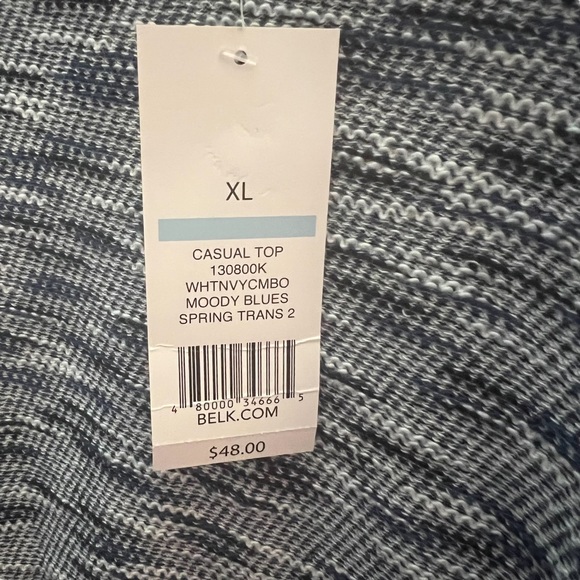 XL
CASUAL TOP
130800K
WHTNVYCMBO
MOODY BLUES
SPRING TRANS 2
4 80000 34666 5
BELK.COM
$48.00